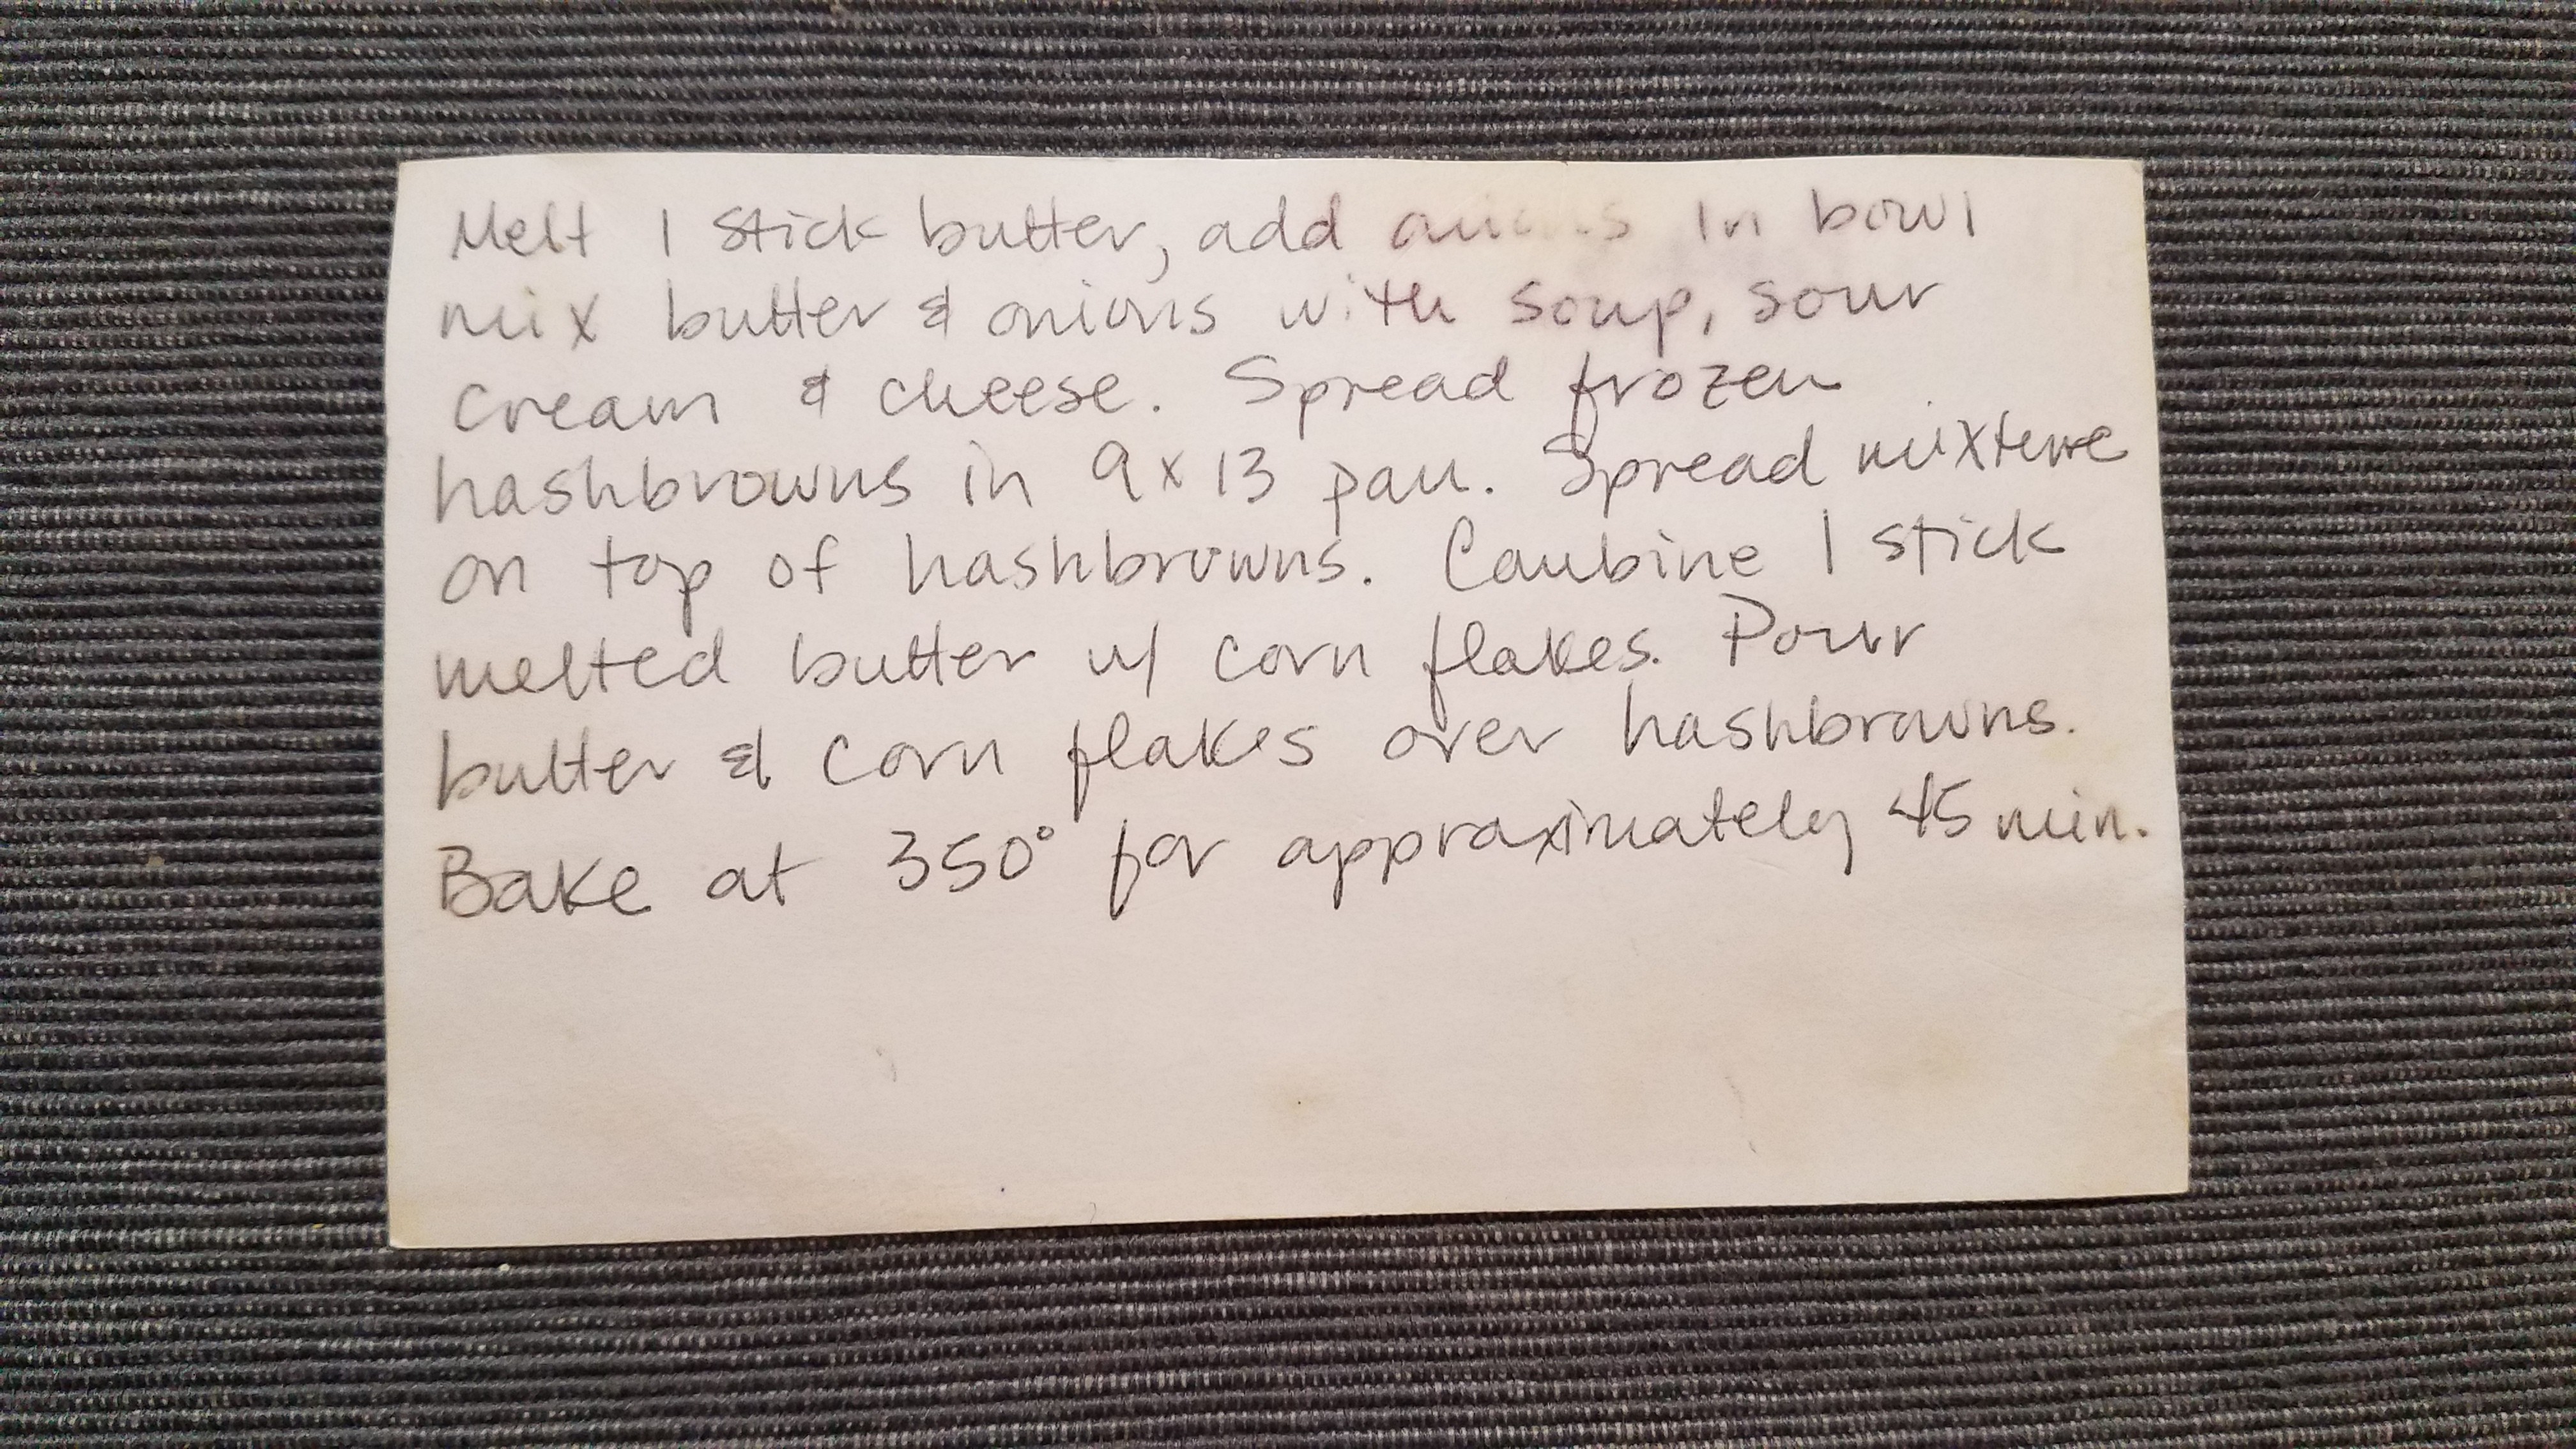 Melt 1 stick butter, add onions In bowl
mix butter & onions with soup, sour
cream & cheese. Spread frozen
hashbrowns in 9x13 pan. Spread mixture
on top of hashbrowns. Combine 1 stick
melted butter w/ corn flakes. Pour
butter & corn flakes over hashbrowns.
Bake at 350° for approximately 45 min.